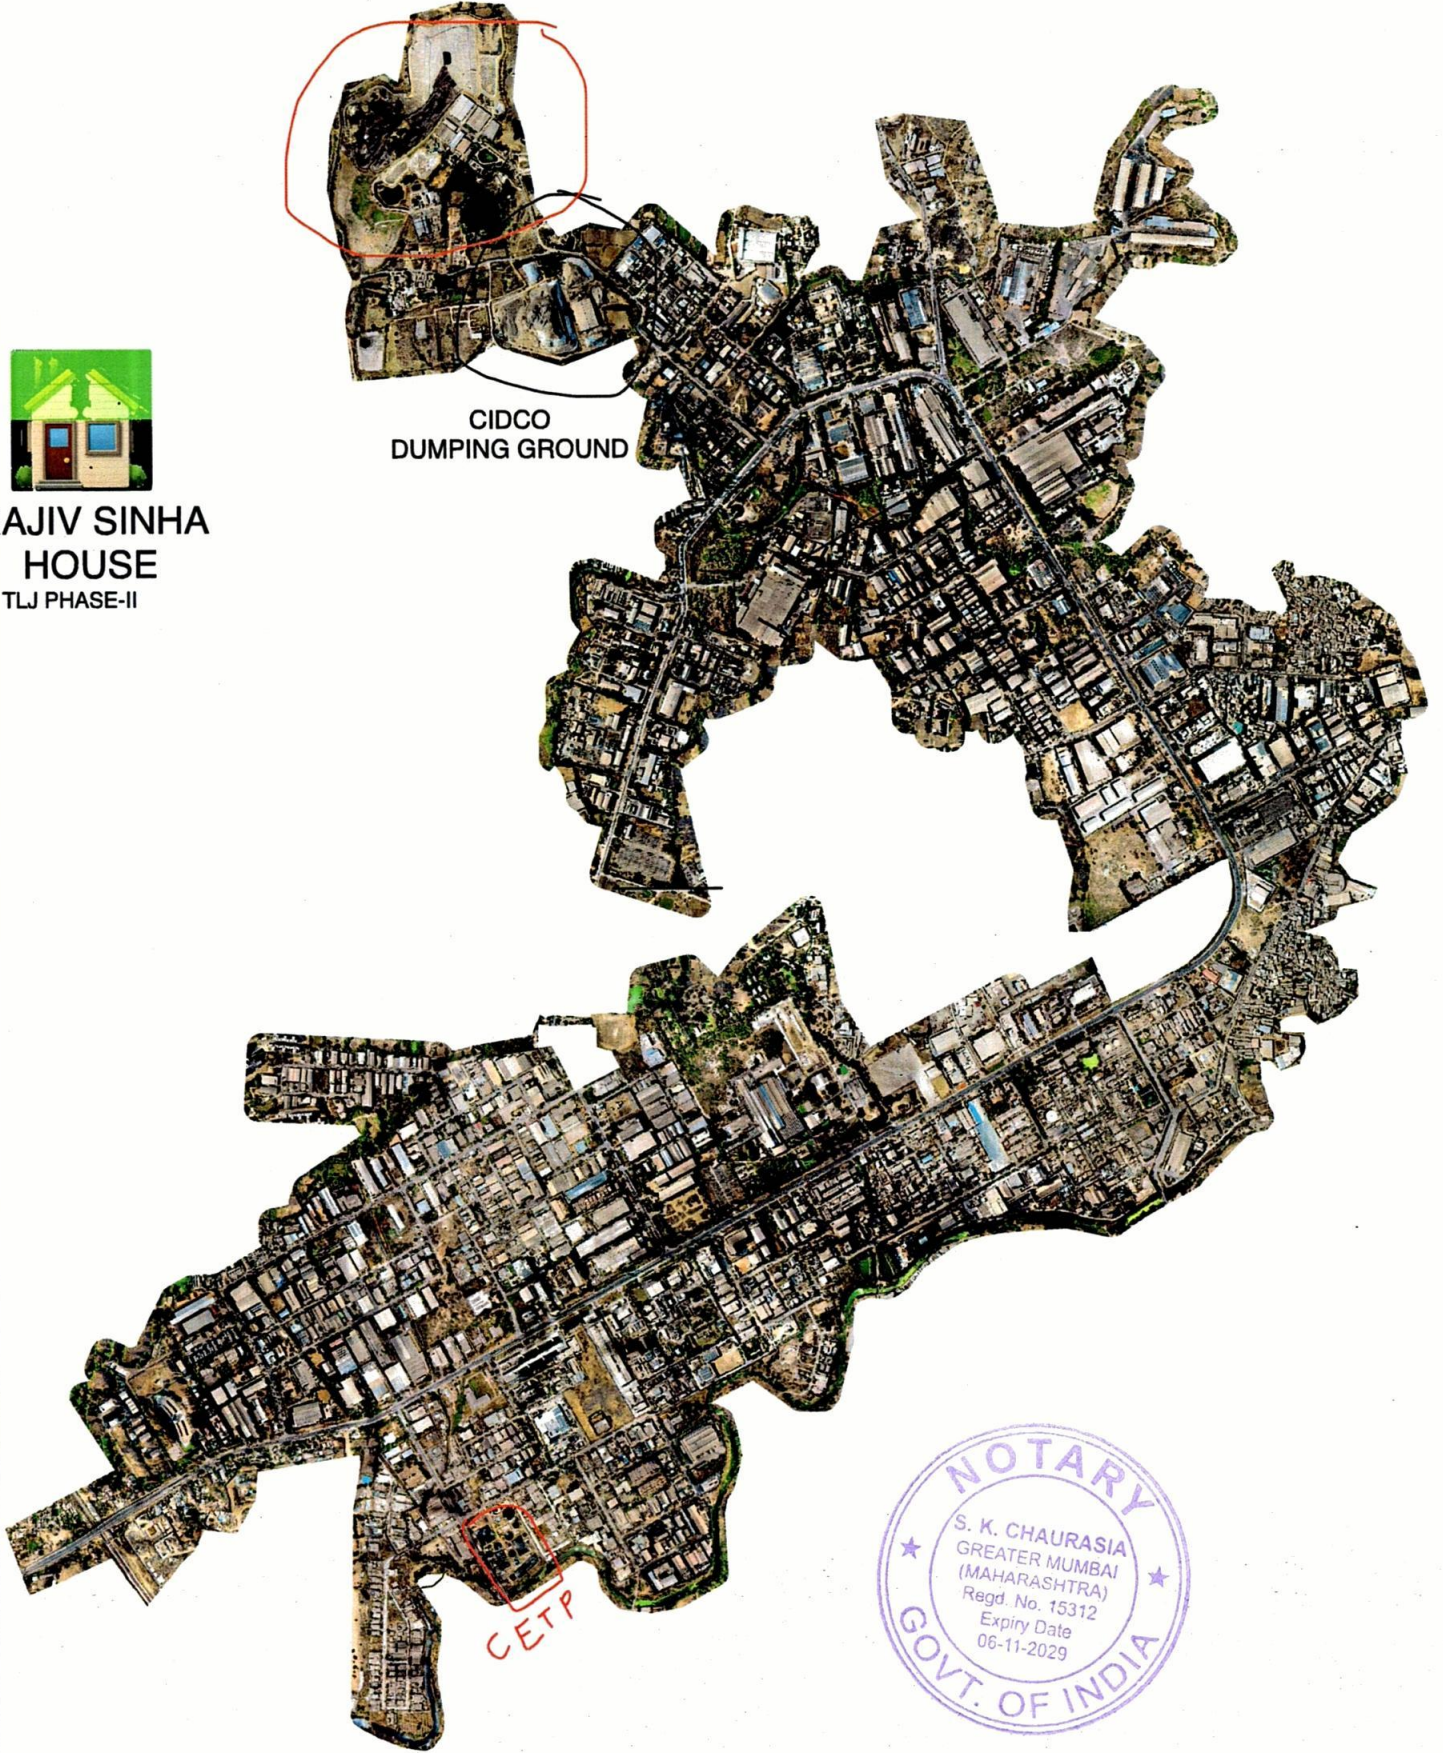 CIDCO
DUMPING GROUND
AJIV SINHA
HOUSE
TLJ PHASE-II
CETP
NOTARY
S. K. CHAURASIA
GREATER MUMBAI
(MAHARASHTRA)
Regd. No. 15312
Expiry Date
06-11-2029
GOVT. OF INDIA